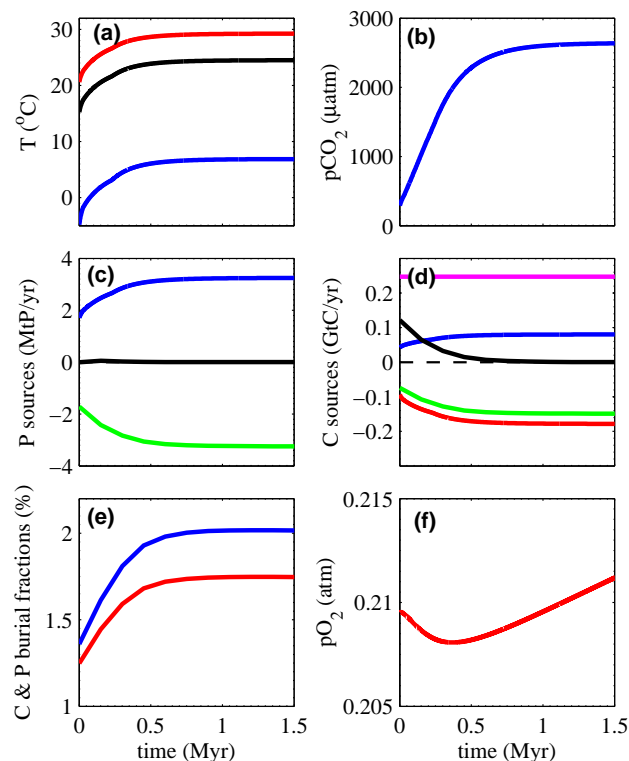 (a)
30
20
10
0
T (°C)
(b)
3000
2000
1000
0
pCO₂ (µatm)
(c)
4
2
0
−2
−4
P sources (MtP/yr)
(d)
0.2
0.1
0
−0.1
−0.2
C sources (GtC/yr)
(e)
2
1.5
1
C & P burial fractions (%)
0 0.5 1 1.5
time (Myr)
(f)
0.215
0.21
0.205
pO₂ (atm)
0 0.5 1 1.5
time (Myr)